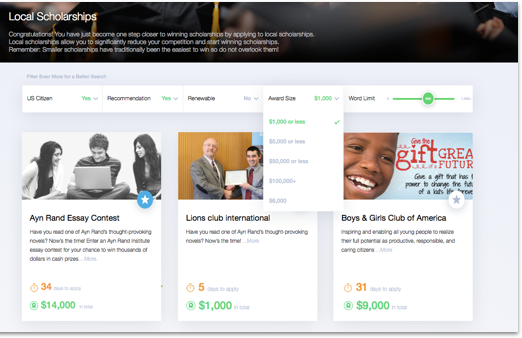 Local Scholarships
Congratulations! You have just become one step closer to winning scholarships by applying to local scholarships.
Local scholarships allow you to significantly reduce your competition and start winning scholarships.
Remember: Smaller scholarships have traditionally been the easiest to win so do not overlook them!
Filter Even More for a Better Search
US Citizen Yes Recommendation Yes Renewable No Award Size $1,000 Word Limit
$1,000 or less
$5,000 or less
$50,000 or less
$100,000+
$6,000
Give the
gift GREAT
FUTURE
Give a gift that has t
power to change the futu
of a kid's life forever
Ayn Rand Essay Contest
Have you read one of Ayn Rand's thought-provoking
novels? Now's the time! Enter an Ayn Rand Institute
essay contest for your chance to win thousands of
dollars in cash prizes. ...More
34 days to apply
$14,000 in total
Lions club international
Have you read one of Ayn Rand's thought-provoking
novels? Now's the time! ...More
5 days to apply
$1,000 in total
Boys & Girls Club of America
Inspiring and enabling all young people to realize
their full potential as productive, responsible, and
caring citizens ...More
31 days to apply
$9,000 in total